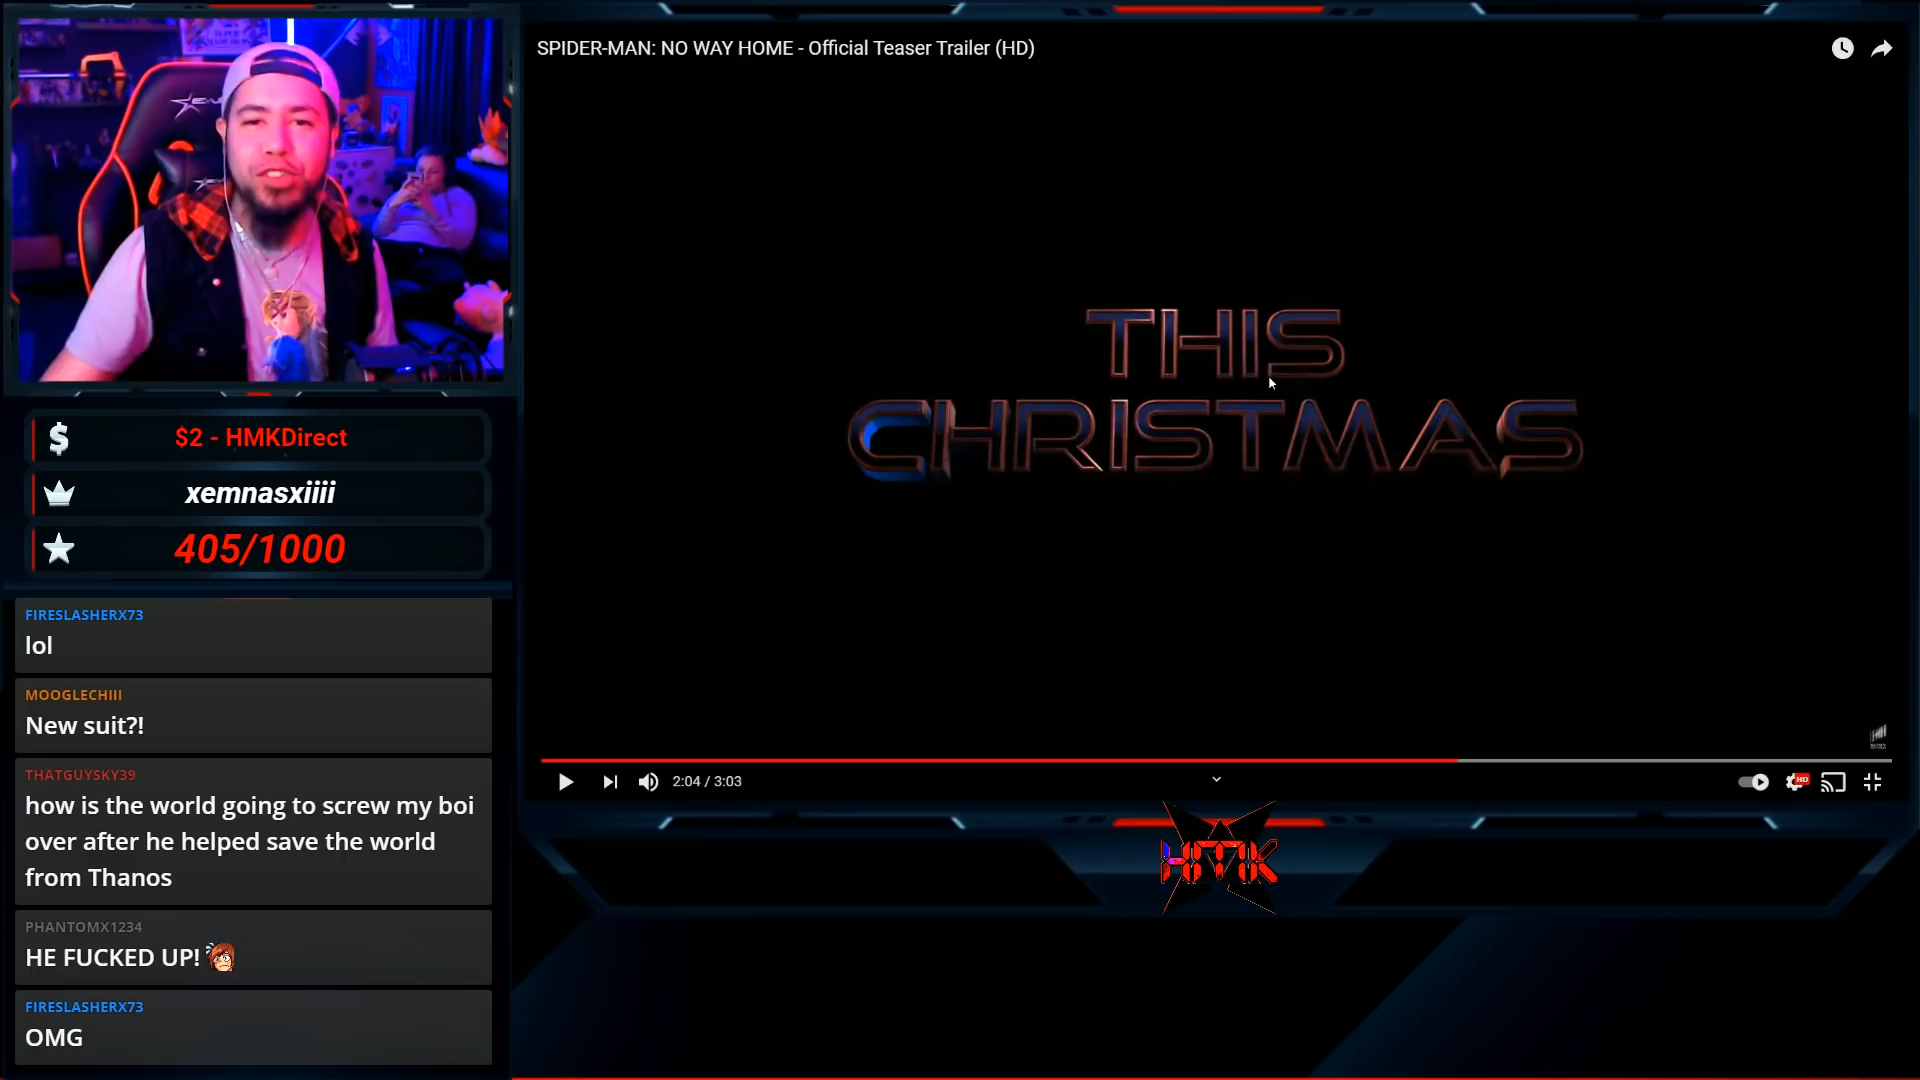 SPIDER-MAN: NO WAY HOME - Official Teaser Trailer (HD)
THIS
CHRISTMAS
2:04 / 3:03
HD
$2 - HMKDirect
xemnasxiiii
405/1000
FIRESLASHERX73
lol
MOOGLECHIII
New suit?!
THATGUYSKY39
how is the world going to screw my boi
over after he helped save the world
from Thanos
PHANTOMX1234
HE FUCKED UP!
FIRESLASHERX73
OMG
HMK